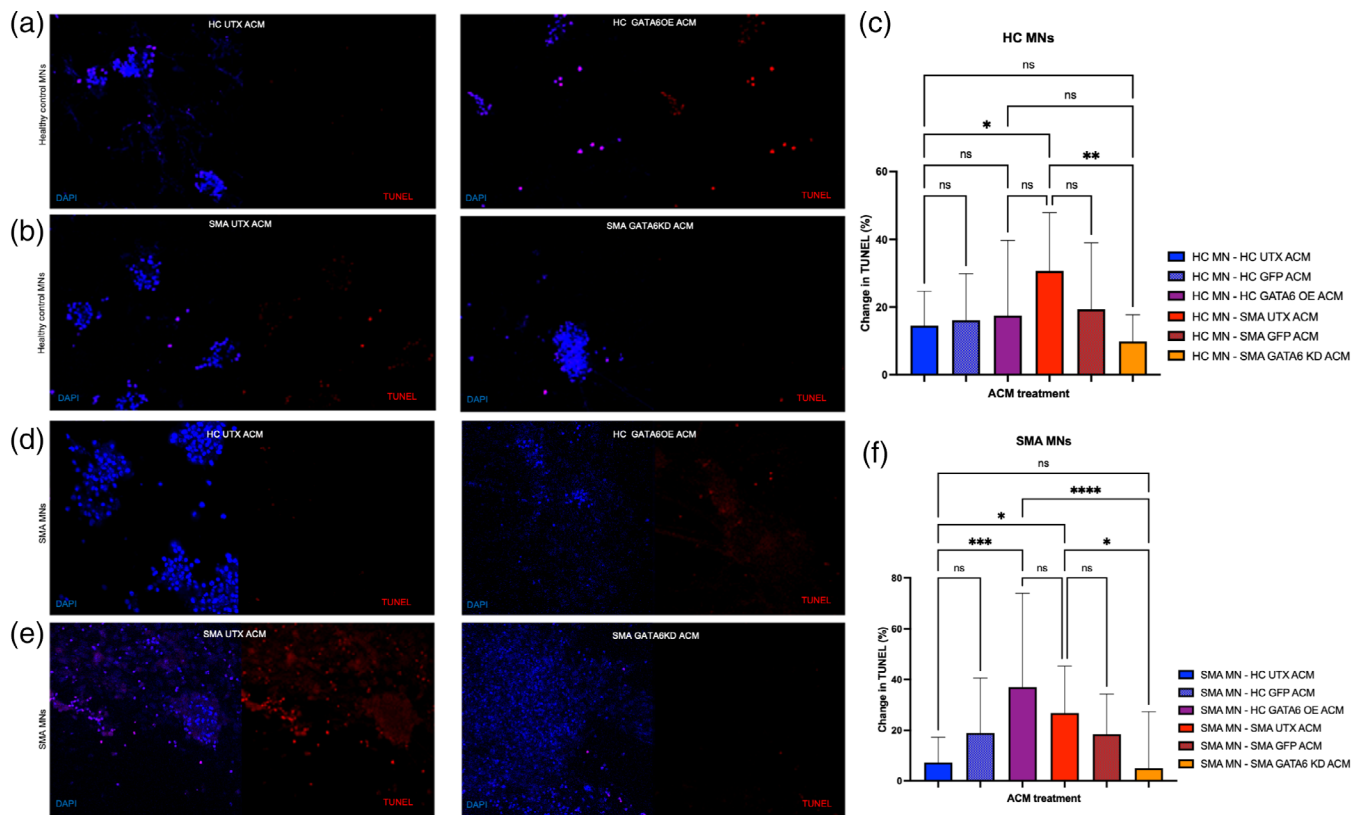 (a)
HC UTX ACM
Healthy control MNs
DAPI
TUNEL
HC GATA6OE ACM
TUNEL
(b)
SMA UTX ACM
Healthy control MNs
DAPI
TUNEL
SMA GATA6KD ACM
DAPI
TUNEL
(c)
HC MNs
ns
ns
*
**
ns
ns
ns
ns
Change in TUNEL (%)
60
40
20
0
ACM treatment
HC MN - HC UTX ACM
HC MN - HC GFP ACM
HC MN - HC GATA6 OE ACM
HC MN - SMA UTX ACM
HC MN - SMA GFP ACM
HC MN - SMA GATA6 KD ACM
(d)
HC UTX ACM
SMA MNs
DAPI
TUNEL
HC GATA6OE ACM
DAPI
TUNEL
(e)
SMA UTX ACM
SMA MNs
DAPI
TUNEL
SMA GATA6KD ACM
DAPI
TUNEL
(f)
SMA MNs
ns
****
*
***
*
ns
ns
ns
Change in TUNEL (%)
80
60
40
20
0
ACM treatment
SMA MN - HC UTX ACM
SMA MN - HC GFP ACM
SMA MN - HC GATA6 OE ACM
SMA MN - SMA UTX ACM
SMA MN - SMA GFP ACM
SMA MN - SMA GATA6 KD ACM